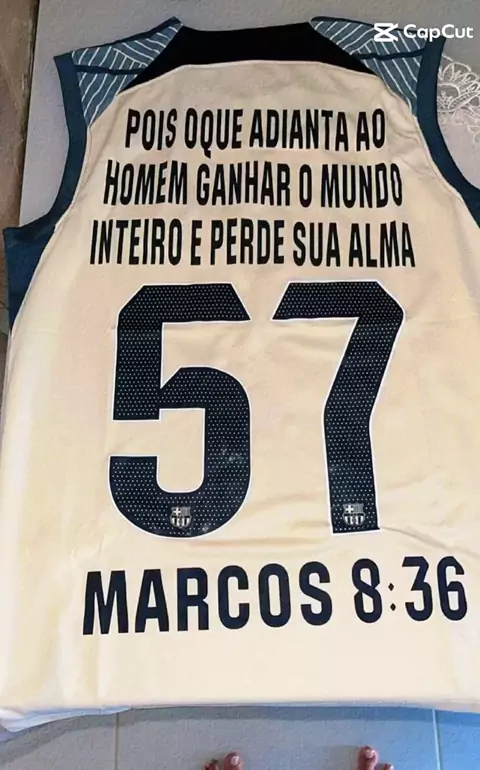 CapCut
POIS OQUE ADIANTA AO
HOMEM GANHAR O MUNDO
INTEIRO E PERDE SUA ALMA
57
MARCOS 8:36